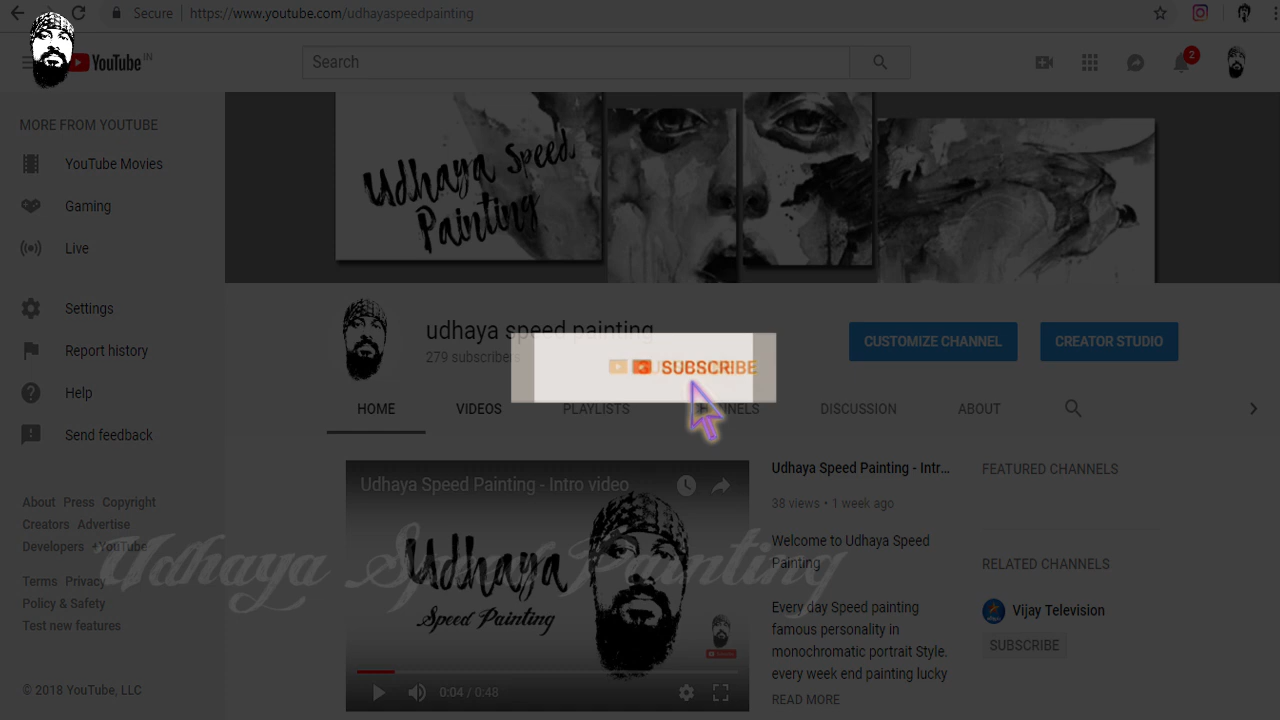 Secure https://www.youtube.com/udhayaspeedpainting
YouTube IN
Search
2
MORE FROM YOUTUBE
YouTube Movies
Gaming
Live
Settings
Report history
Help
Send feedback
About Press Copyright
Creators Advertise
Developers +YouTube
Terms Privacy
Policy & Safety
Test new features
© 2018 YouTube, LLC
Udhaya Speed
Painting
udhaya speed painting
279 subscribers
CUSTOMIZE CHANNEL
CREATOR STUDIO
SUBSCRIBE
HOME VIDEOS PLAYLISTS CHANNELS DISCUSSION ABOUT
Udhaya Speed Painting - Intro video
Udhaya
Speed Painting
0:04 / 0:48
Udhaya Speed Painting
Udhaya Speed Painting - Intr...
38 views • 1 week ago
Welcome to Udhaya Speed
Painting
Every day Speed painting
famous personality in
monochromatic portrait Style.
every week end painting lucky
READ MORE
FEATURED CHANNELS
RELATED CHANNELS
Vijay Television
SUBSCRIBE